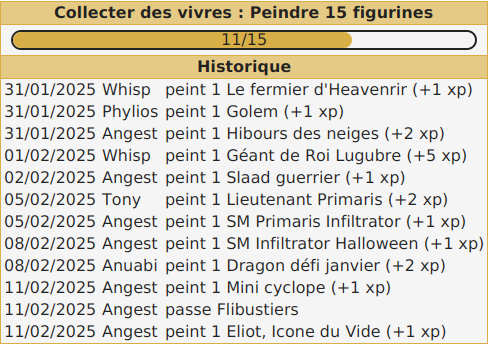 Collecter des vivres : Peindre 15 figurines
11/15
Historique
31/01/2025 Whisp peint 1 Le fermier d'Heavenrir (+1 xp)
31/01/2025 Phylios peint 1 Golem (+1 xp)
31/01/2025 Angest peint 1 Hibours des neiges (+2 xp)
01/02/2025 Whisp peint 1 Géant de Roi Lugubre (+5 xp)
02/02/2025 Angest peint 1 Slaad guerrier (+1 xp)
05/02/2025 Tony peint 1 Lieutenant Primaris (+2 xp)
05/02/2025 Angest peint 1 SM Primaris Infiltrator (+1 xp)
08/02/2025 Angest peint 1 SM Infiltrator Halloween (+1 xp)
08/02/2025 Anuabi peint 1 Dragon défi janvier (+2 xp)
11/02/2025 Angest peint 1 Mini cyclope (+1 xp)
11/02/2025 Angest passe Flibustiers
11/02/2025 Angest peint 1 Eliot, Icone du Vide (+1 xp)